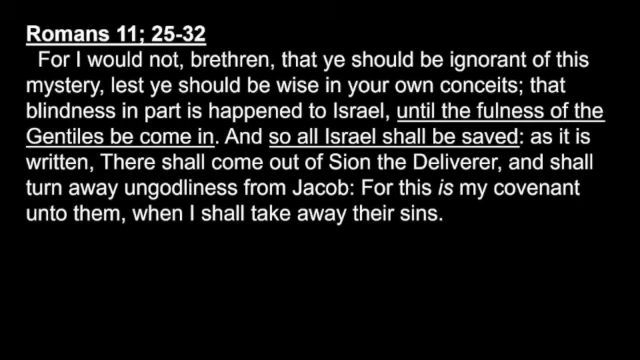 Romans 11; 25-32
For I would not, brethren, that ye should be ignorant of this
mystery, lest ye should be wise in your own conceits; that
blindness in part is happened to Israel, until the fulness of the
Gentiles be come in. And so all Israel shall be saved: as it is
written, There shall come out of Sion the Deliverer, and shall
turn away ungodliness from Jacob: For this is my covenant
unto them, when I shall take away their sins.